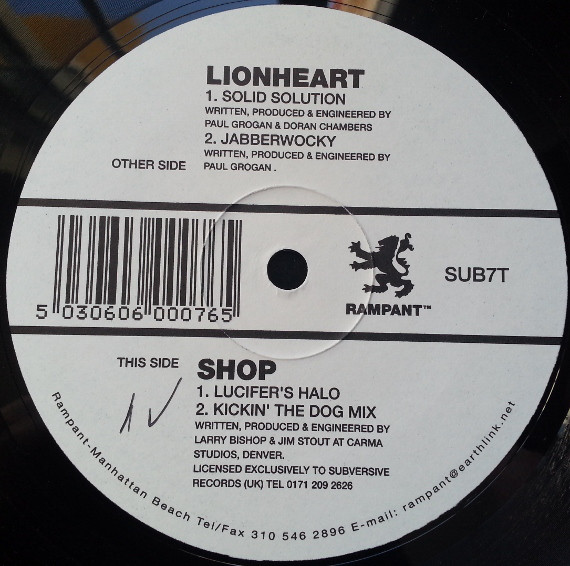 LIONHEART
1. SOLID SOLUTION
WRITTEN, PRODUCED & ENGINEERED BY
PAUL GROGAN & DORAN CHAMBERS
2. JABBERWOCKY
WRITTEN, PRODUCED & ENGINEERED BY
OTHER SIDE PAUL GROGAN .
5 030606 000765
RAMPANT™
SUB7T
THIS SIDE SHOP
1. LUCIFER'S HALO
2. KICKIN' THE DOG MIX
WRITTEN, PRODUCED & ENGINEERED BY
LARRY BISHOP & JIM STOUT AT CARMA
STUDIOS, DENVER.
LICENSED EXCLUSIVELY TO SUBVERSIVE
RECORDS (UK) TEL 0171 209 2626
Rampant-Manhattan Beach Tel/Fax 310 546 2896 E-mail: rampant@earthlink.net